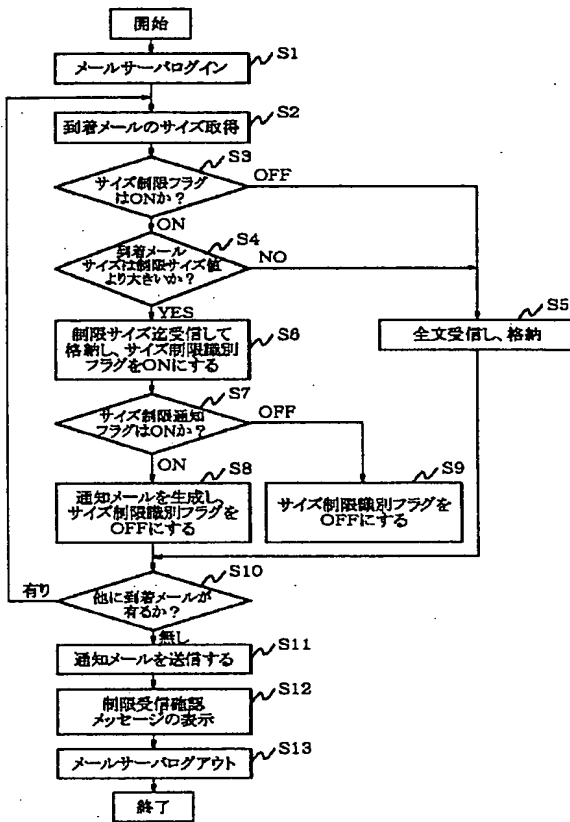 開始
メールサーバログイン
S1
到着メールのサイズ取得
S2
サイズ制限フラグ
はONか?
S3
OFF
ON
到着メール
サイズは制限サイズ値
より大きいか?
S4
NO
YES
全文受信し、格納
S5
制限サイズ迄受信して
格納し、サイズ制限識別
フラグをONにする
S6
サイズ制限通知
フラグはONか?
S7
OFF
ON
通知メールを生成し、
サイズ制限識別フラグを
OFFにする
S8
サイズ制限識別フラグを
OFFにする
S9
他に到着メールが
有るか?
S10
有り
無し
通知メールを送信する
S11
制限受信確認
メッセージの表示
S12
メールサーバログアウト
S13
終了